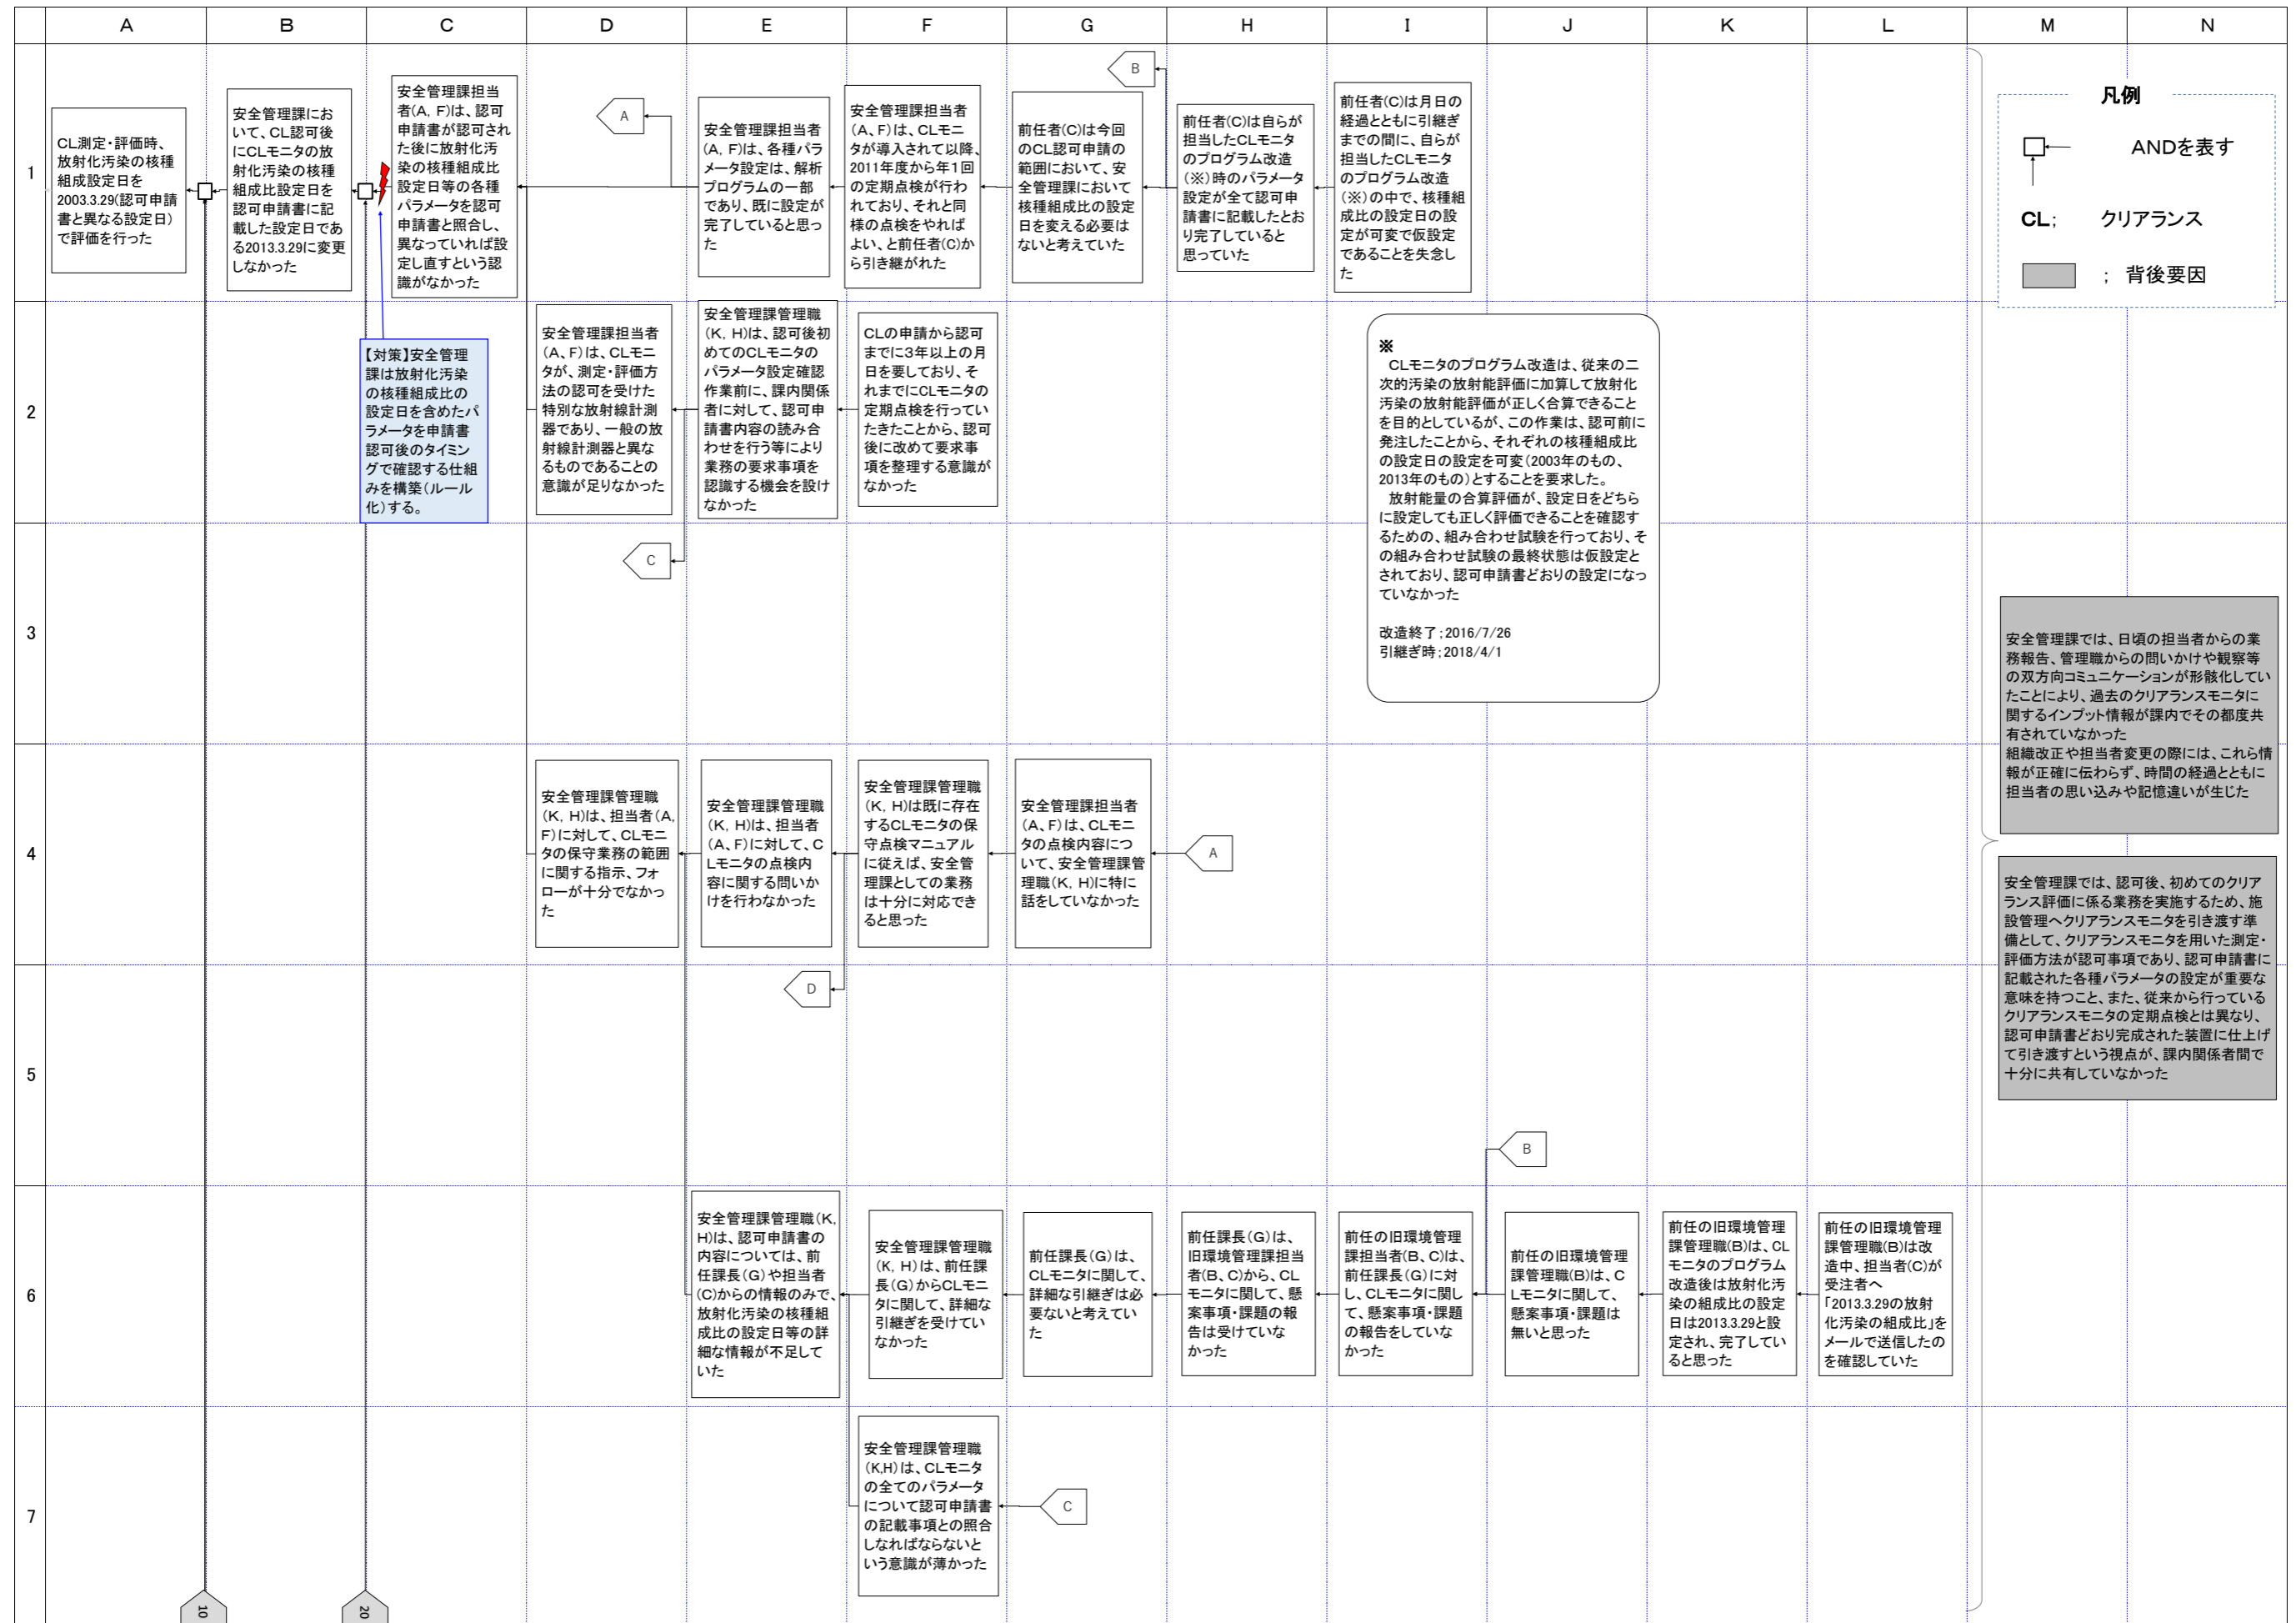 A
B
C
D
E
F
G
H
I
J
K
L
M
N
1
CL測定・評価時、
放射化汚染の核種
組成設定日を
2003.3.29(認可申請
書と異なる設定日)
で評価を行った
安全管理課にお
いて、CL認可後
にCLモニタの放
射化汚染の核種
組成比設定日を
認可申請書に記
載した設定日であ
る2013.3.29に変更
しなかった
安全管理課担当
者(A, F)は、認可
申請書が認可され
た後に放射化汚
染の核種組成比
設定日等の各種
パラメータを認可
申請書と照合し、
異なっていれば設
定し直すという認
識がなかった
A
安全管理課担当者
(A, F)は、各種パラ
メータ設定は、解析
プログラムの一部
であり、既に設定が
完了していると思っ
た
安全管理課担当者
(A、F)は、CLモニ
タが導入されて以降、
2011年度から年1回
の定期点検が行わ
れており、それと同
様の点検をやれば
よい、と前任者(C)か
ら引き継がれた
B
前任者(C)は今回
のCL認可申請の
範囲において、安
全管理課において
核種組成比の設定
日を変える必要は
ないと考えていた
前任者(C)は自らが
担当したCLモニタ
のプログラム改造
(※)時のパラメータ
設定が全て認可申
請書に記載したとお
り完了していると
思っていた
前任者(C)は月日の
経過とともに引継ぎ
までの間に、自らが
担当したCLモニタ
のプログラム改造
(※)の中で、核種組
成比の設定日の設
定が可変で仮設定
であることを失念し
た
凡例
ANDを表す
CL; クリアランス
; 背後要因
2
【対策】安全管理
課は放射化汚染
の核種組成比の
設定日を含めたパ
ラメータを申請書
認可後のタイミン
グで確認する仕組
みを構築(ルール
化)する。
安全管理課担当者
(A、F)は、CLモニ
タが、測定・評価方
法の認可を受けた
特別な放射線計測
器であり、一般の放
射線計測器と異な
るものであることの
意識が足りなかった
安全管理課管理職
(K, H)は、認可後初
めてのCLモニタの
パラメータ設定確認
作業前に、課内関係
者に対して、認可申
請書内容の読み合
わせを行う等により
業務の要求事項を
認識する機会を設け
なかった
CLの申請から認可
までに3年以上の月
日を要しており、そ
れまでにCLモニタの
定期点検を行ってい
たきたことから、認可
後に改めて要求事
項を整理する意識が
なかった
※
CLモニタのプログラム改造は、従来の二
次的汚染の放射能評価に加算して放射化
汚染の放射能評価が正しく合算できること
を目的としているが、この作業は、認可前に
発注したことから、それぞれの核種組成比
の設定日の設定を可変(2003年のもの、
2013年のもの)とすることを要求した。
放射能量の合算評価が、設定日をどちら
に設定しても正しく評価できることを確認す
るための、組み合わせ試験を行っており、そ
の組み合わせ試験の最終状態は仮設定と
されており、認可申請書どおりの設定になっ
ていなかった
改造終了;2016/7/26
引継ぎ時;2018/4/1
3
C
安全管理課では、日頃の担当者からの業
務報告、管理職からの問いかけや観察等
の双方向コミュニケーションが形骸化してい
たことにより、過去のクリアランスモニタに
関するインプット情報が課内でその都度共
有されていなかった
組織改正や担当者変更の際には、これら情
報が正確に伝わらず、時間の経過とともに
担当者の思い込みや記憶違いが生じた
4
安全管理課管理職
(K, H)は、担当者(A,
F)に対して、CLモニ
タの保守業務の範囲
に関する指示、フォ
ローが十分でなかっ
た
安全管理課管理職
(K, H)は、担当者
(A、F)に対して、C
Lモニタの点検内
容に関する問いか
けを行わなかった
安全管理課管理職
(K, H)は既に存在
するCLモニタの保
守点検マニュアル
に従えば、安全管
理課としての業務
は十分に対応でき
ると思った
安全管理課担当者
(A、F)は、CLモニ
タの点検内容につ
いて、安全管理課管
理職(K, H)に特に
話をしていなかった
A
安全管理課では、認可後、初めてのクリア
ランス評価に係る業務を実施するため、施
設管理へクリアランスモニタを引き渡す準
備として、クリアランスモニタを用いた測定・
評価方法が認可事項であり、認可申請書に
記載された各種パラメータの設定が重要な
意味を持つこと、また、従来から行っている
クリアランスモニタの定期点検とは異なり、
認可申請書どおり完成された装置に仕上げ
て引き渡すという視点が、課内関係者間で
十分に共有していなかった
5
D
B
6
安全管理課管理職(K,
H)は、認可申請書の
内容については、前
任課長(G)や担当者
(C)からの情報のみで、
放射化汚染の核種組
成比の設定日等の詳
細な情報が不足して
いた
安全管理課管理職
(K, H)は、前任課
長(G)からCLモニ
タに関して、詳細な
引継ぎを受けてい
なかった
前任課長(G)は、
CLモニタに関して、
詳細な引継ぎは必
要ないと考えてい
た
前任課長(G)は、
旧環境管理課担当
者(B、C)から、CL
モニタに関して、懸
案事項・課題の報
告は受けていな
かった
前任の旧環境管理
課担当者(B、C)は、
前任課長(G)に対
し、CLモニタに関し
て、懸案事項・課題
の報告をしていな
かった
前任の旧環境管理
課管理職(B)は、C
Lモニタに関して、
懸案事項・課題は
無いと思った
前任の旧環境管理
課管理職(B)は、CL
モニタのプログラム
改造後は放射化汚
染の組成比の設定
日は2013.3.29と設
定され、完了してい
ると思った
前任の旧環境管理
課管理職(B)は改
造中、担当者(C)が
受注者へ
「2013.3.29の放射
化汚染の組成比」を
メールで送信したの
を確認していた
7
安全管理課管理職
(K,H)は、CLモニタ
の全てのパラメータ
について認可申請書
の記載事項との照合
しなればならないと
いう意識が薄かった
C
10
20